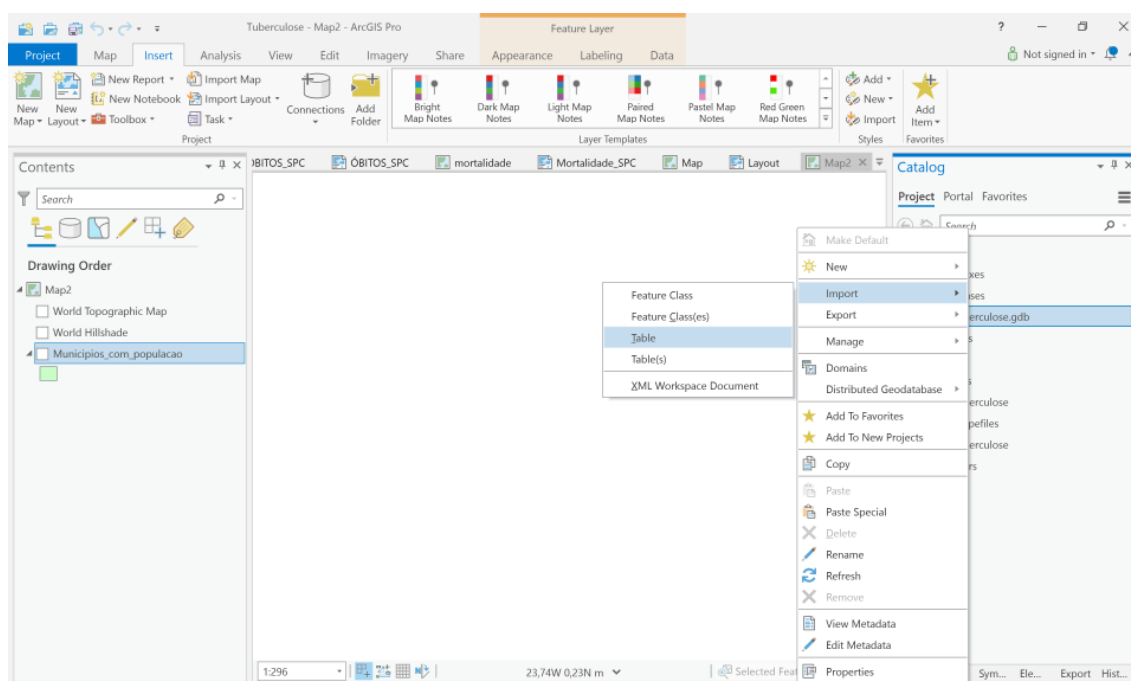 Tuberculose - Map2 - ArcGIS Pro
Feature Layer
?
Project Map Insert Analysis View Edit Imagery Share Appearance Labeling Data
Not signed in
New Map
New Layout
New Report
New Notebook
Toolbox
Import Map
Import Layout
Task
Project
Connections
Add Folder
Bright Map Notes
Dark Map Notes
Light Map Notes
Paired Map Notes
Pastel Map Notes
Red Green Map Notes
Layer Templates
Add
New
Import
Styles
Add Item
Favorites
Contents
BITOS_SPC ÓBITOS_SPC mortalidade Mortalidade_SPC Map Layout Map2
Catalog
Search
Project Portal Favorites
Search
Drawing Order
Map2
World Topographic Map
World Hillshade
Municipios_com_populacao
Make Default
New
Import
Export
Manage
Domains
Distributed Geodatabase
Add To Favorites
Add To New Projects
Copy
Paste
Paste Special
Delete
Rename
Refresh
Remove
View Metadata
Edit Metadata
Properties
Feature Class
Feature Class(es)
Table
Table(s)
XML Workspace Document
xes
ses
erculose.gdb
s
s
erculose
pefiles
erculose
rs
1:296
23,74W 0,23N m
Selected Feat
Sym... Ele... Export Hist...